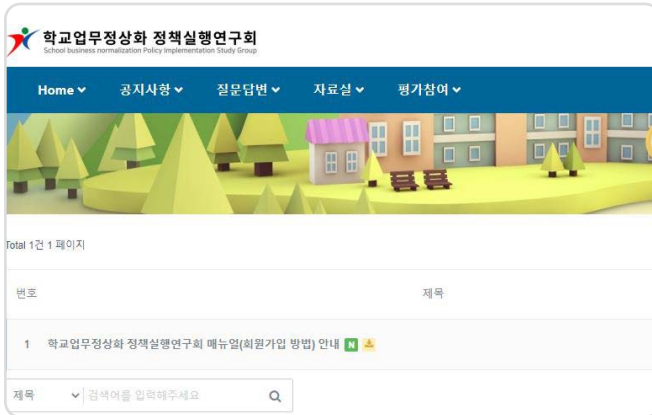 학교업무정상화 정책실행연구회
School business normalization Policy Implementation Study Group
Home 공지사항 질문답변 자료실 평가참여
Total 1건 1 페이지
번호 제목
1 학교업무정상화 정책실행연구회 매뉴얼(회원가입 방법) 안내 N
제목 검색어를 입력해주세요